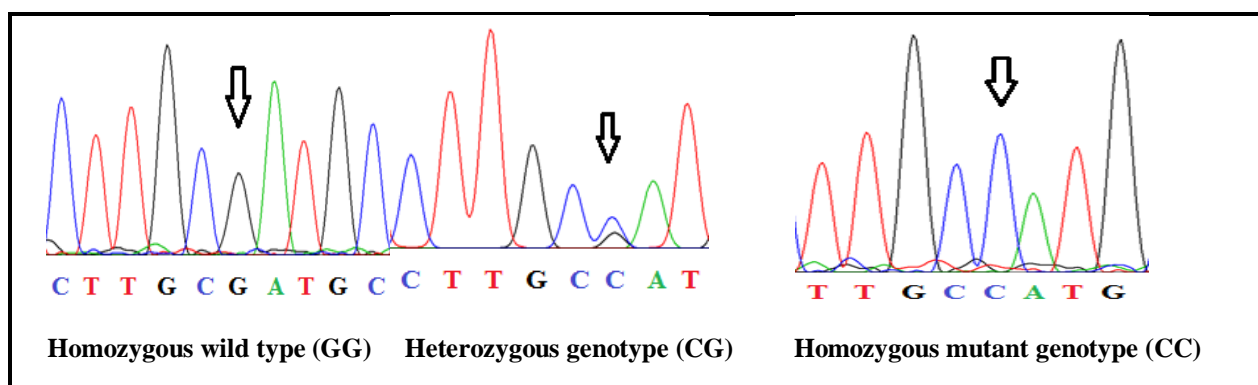 C T T G C G A T G C C T T G C C A T T T G C C A T G
Homozygous wild type (GG) Heterozygous genotype (CG) Homozygous mutant genotype (CC)